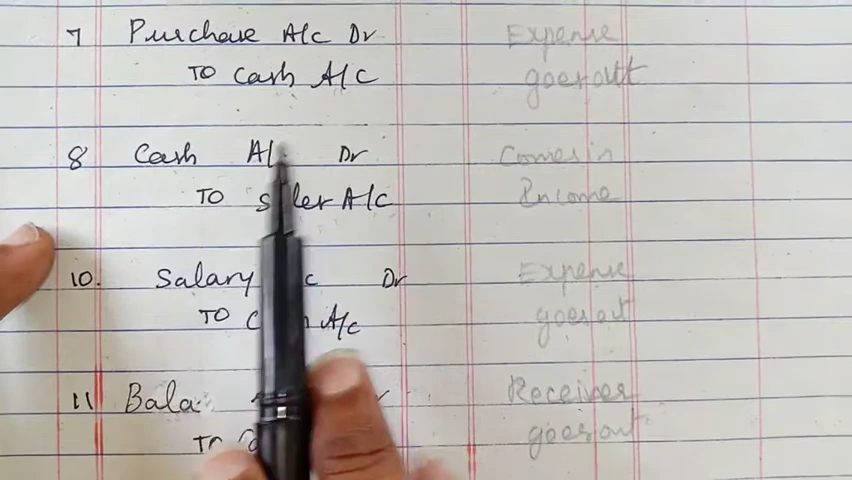 7 Purchase A/c Dr Expense
TO Cash A/C goes out
8 Cash A/ Dr Comes in
TO A/c Income
10. Salary c Dr Expense
TO A/c goes out
11 Bala Receiver
TO goes out